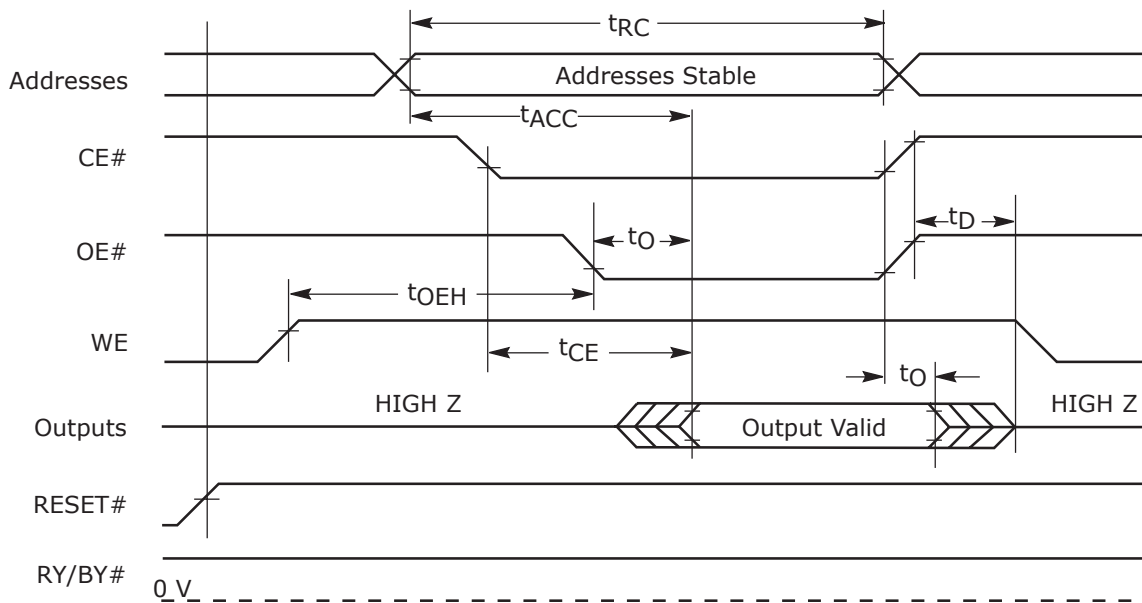 tRC
Addresses
Addresses Stable
tACC
CE#
tD
OE#
tO
tOEH
WE
tCE
tO
HIGH Z
HIGH Z
Outputs
Output Valid
RESET#
RY/BY#
0 V